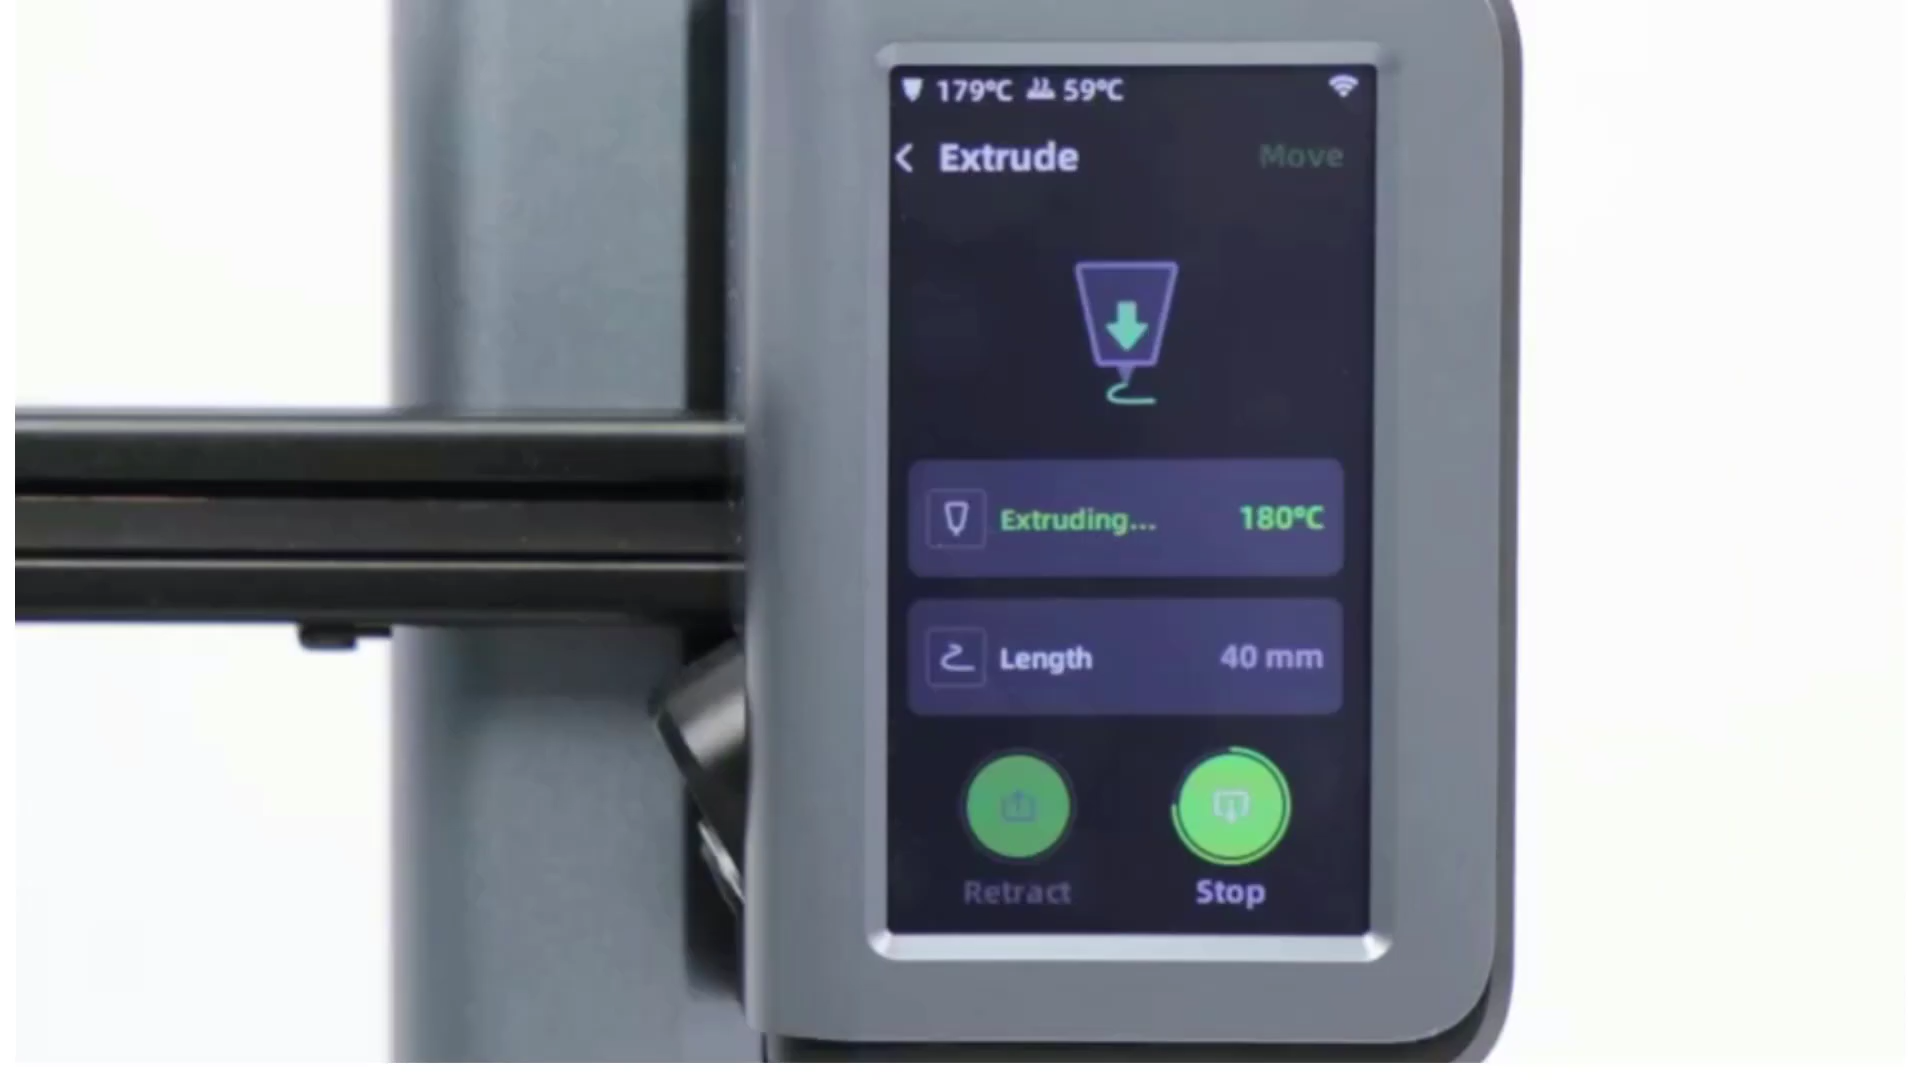 179°C 59°C
Extrude Move
Extruding... 180°C
Length 40 mm
Retract Stop